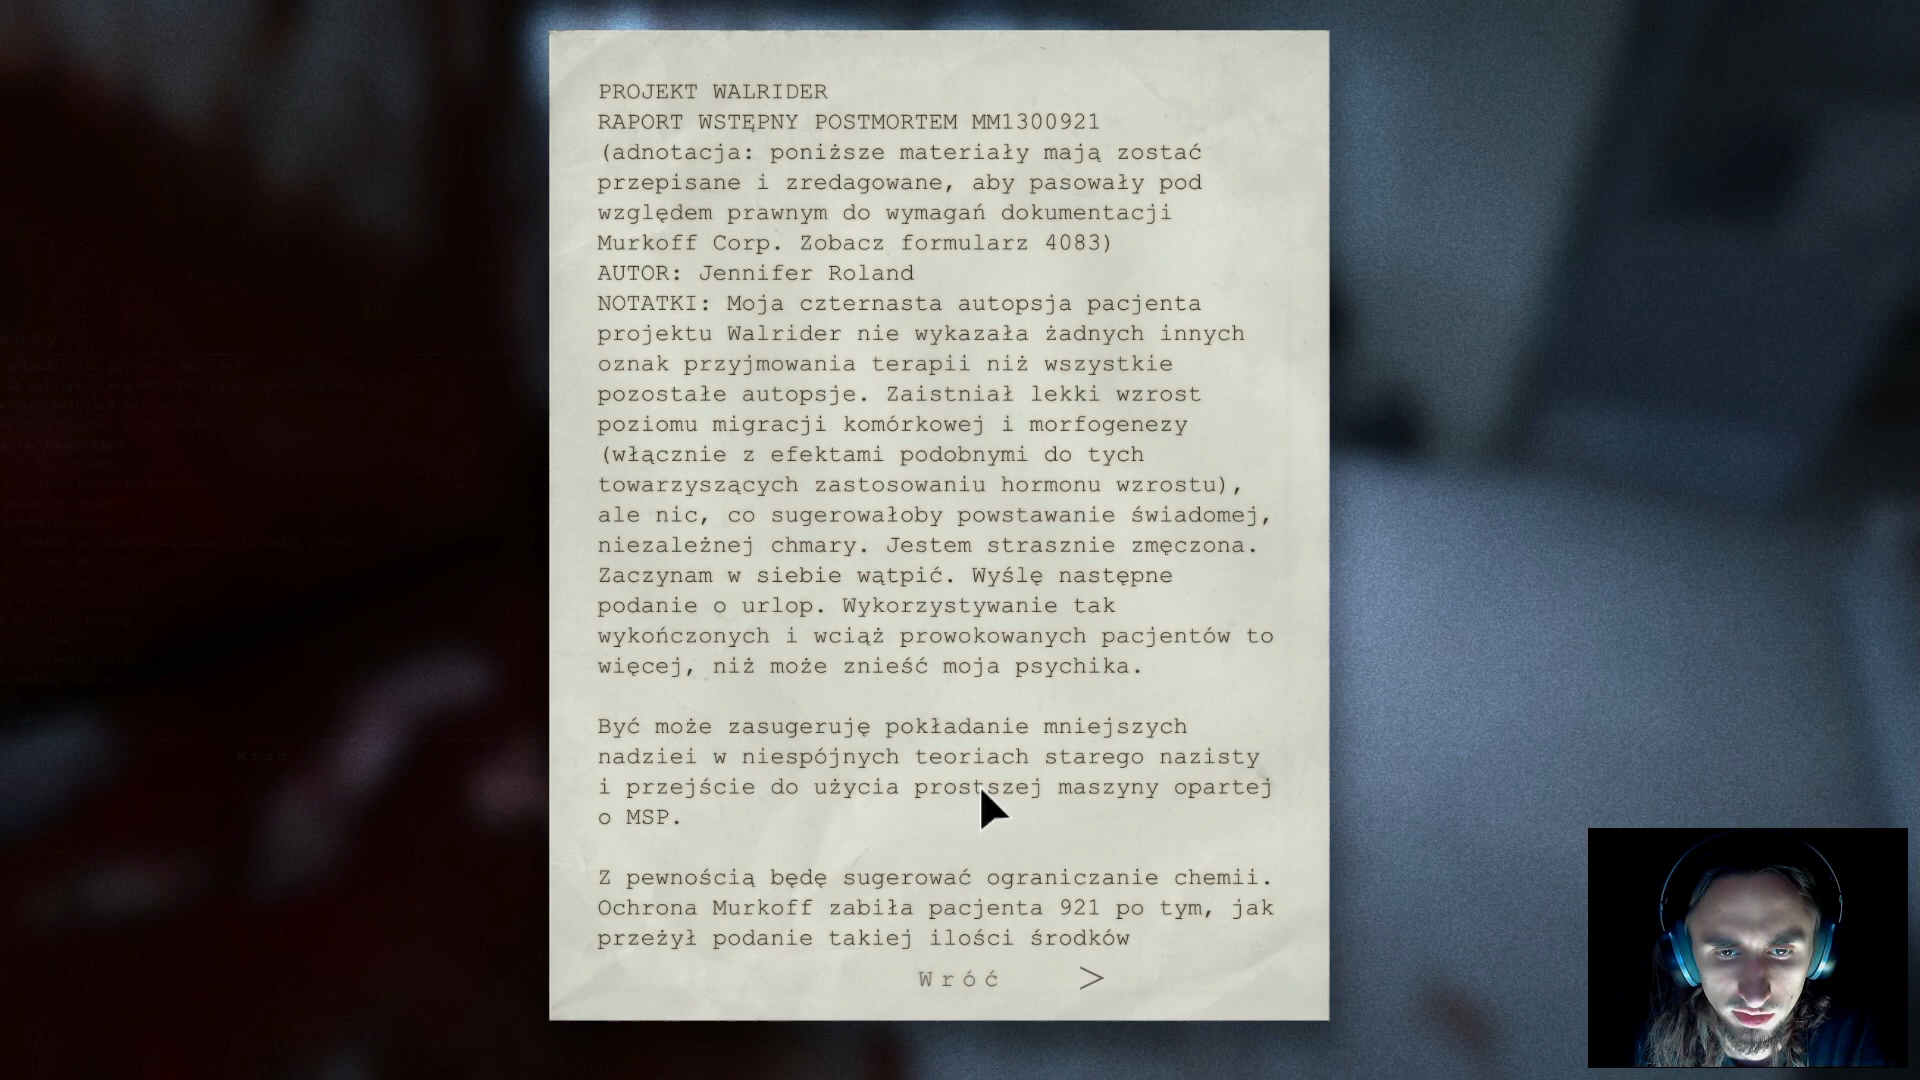 PROJEKT WALRIDER
RAPORT WSTĘPNY POSTMORTEM MM1300921
(adnotacja: poniższe materiały mają zostać
przepisane i zredagowane, aby pasowały pod
względem prawnym do wymagań dokumentacji
Murkoff Corp. Zobacz formularz 4083)
AUTOR: Jennifer Roland
NOTATKI: Moja czternasta autopsja pacjenta
projektu Walrider nie wykazała żadnych innych
oznak przyjmowania terapii niż wszystkie
pozostałe autopsje. Zaistniał lekki wzrost
poziomu migracji komórkowej i morfogenezy
(włącznie z efektami podobnymi do tych
towarzyszących zastosowaniu hormonu wzrostu),
ale nic, co sugerowałoby powstawanie świadomej,
niezależnej chmary. Jestem strasznie zmęczona.
Zaczynam w siebie wątpić. Wyślę następne
podanie o urlop. Wykorzystywanie tak
wykończonych i wciąż prowokowanych pacjentów to
więcej, niż może znieść moja psychika.
Być może zasugeruję pokładanie mniejszych
nadziei w niespójnych teoriach starego nazisty
i przejście do użycia prostszej maszyny opartej
o MSP.
Z pewnością będę sugerować ograniczanie chemii.
Ochrona Murkoff zabiła pacjenta 921 po tym, jak
przeżył podanie takiej ilości środków
Wróć >
Wróć